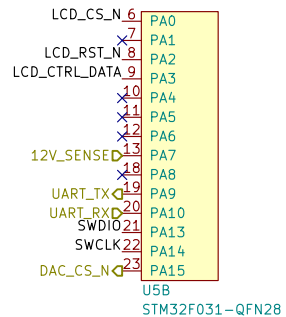 LCD_CS_N 6 PA0
7 PA1
LCD_RST_N 8 PA2
LCD_CTRL_DATA 9 PA3
10 PA4
11 PA5
12 PA6
12V_SENSE 13 PA7
18 PA8
UART_TX 19 PA9
UART_RX 20 PA10
SWDIO 21 PA13
SWCLK 22 PA14
DAC_CS_N 23 PA15
U5B
STM32F031-QFN28